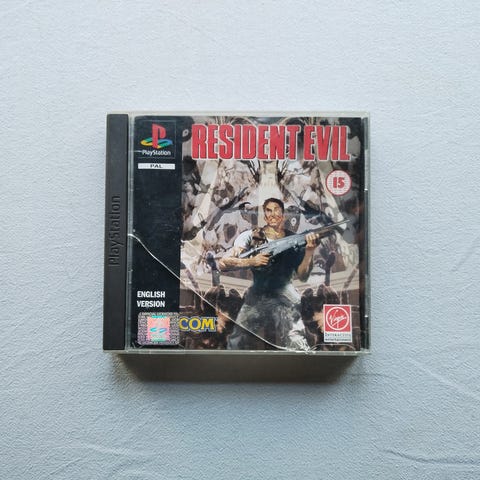 PlayStation
PAL
RESIDENT EVIL
15
PlayStation
ENGLISH
VERSION
COM
Virgin